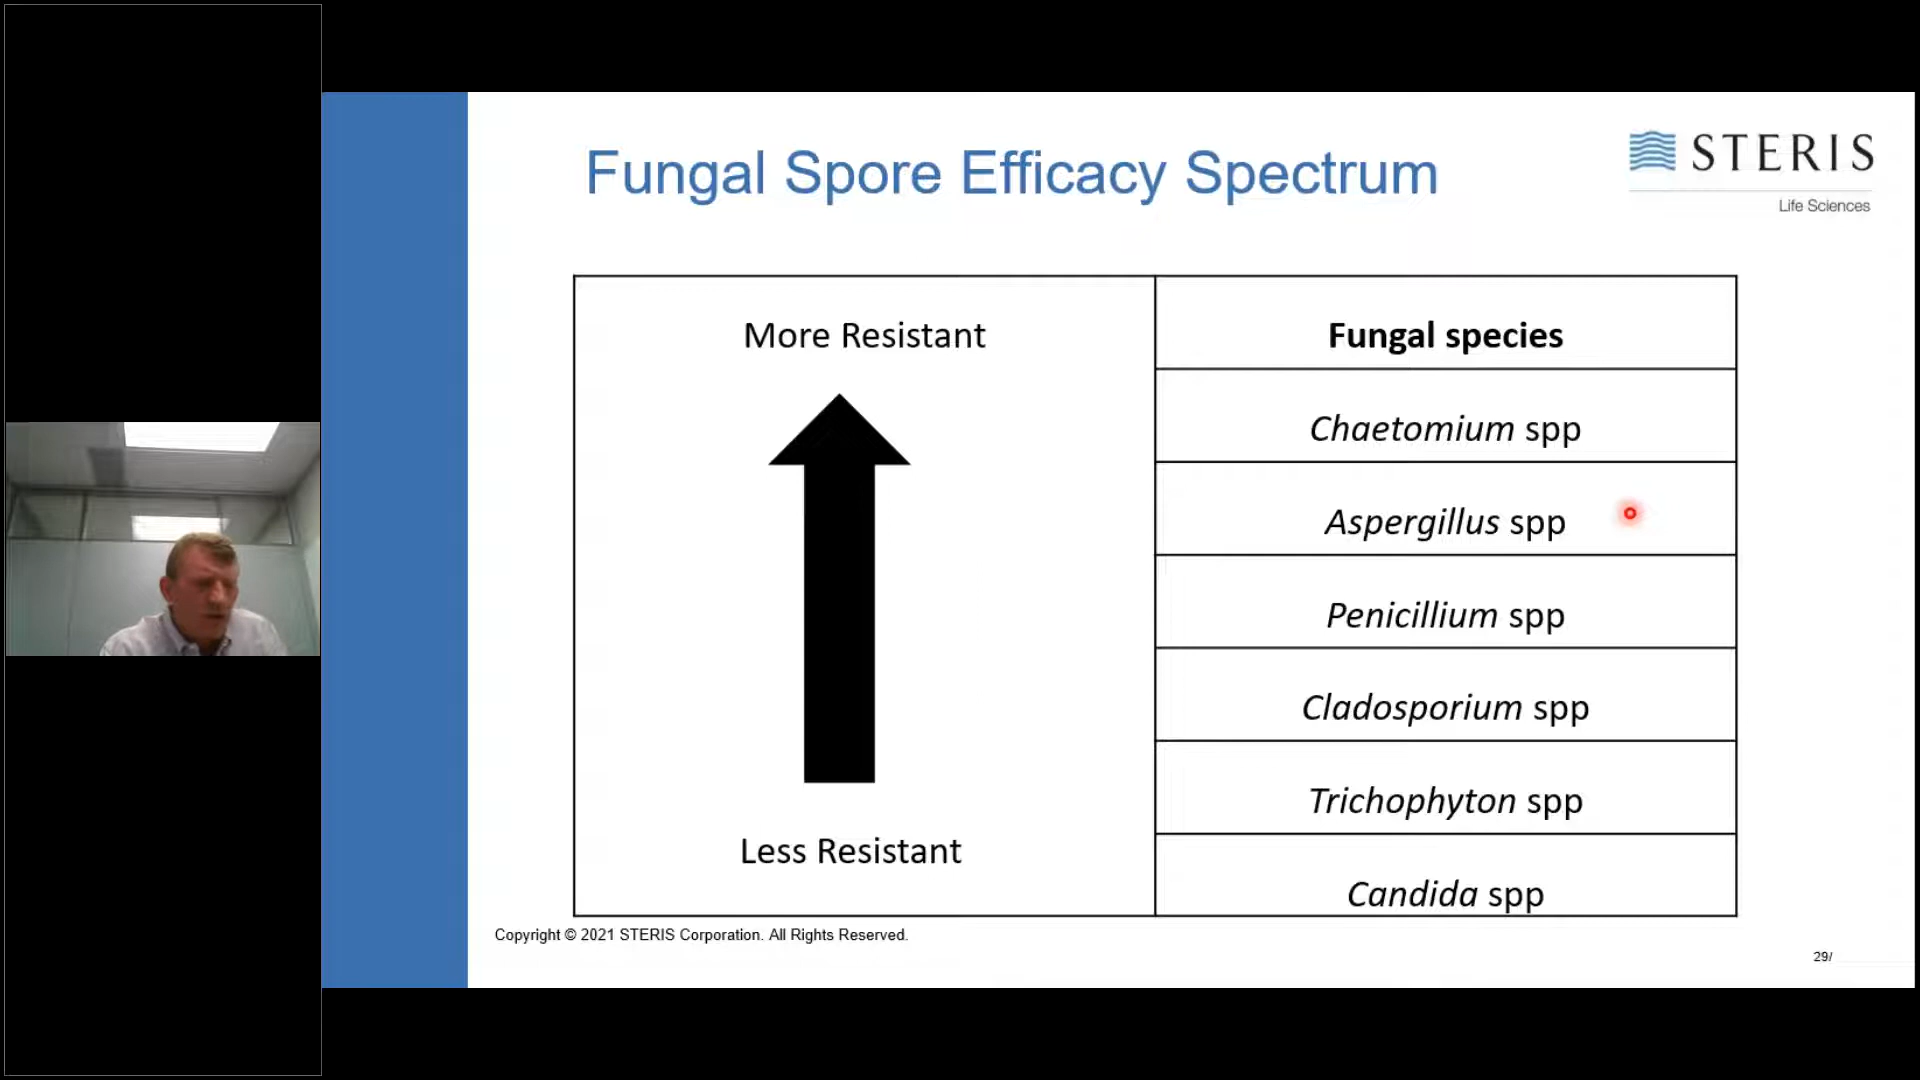 Fungal Spore Efficacy Spectrum
STERIS
Life Sciences
More Resistant
Less Resistant
Fungal species
Chaetomium spp
Aspergillus spp
Penicillium spp
Cladosporium spp
Trichophyton spp
Candida spp
Copyright © 2021 STERIS Corporation. All Rights Reserved.
29/